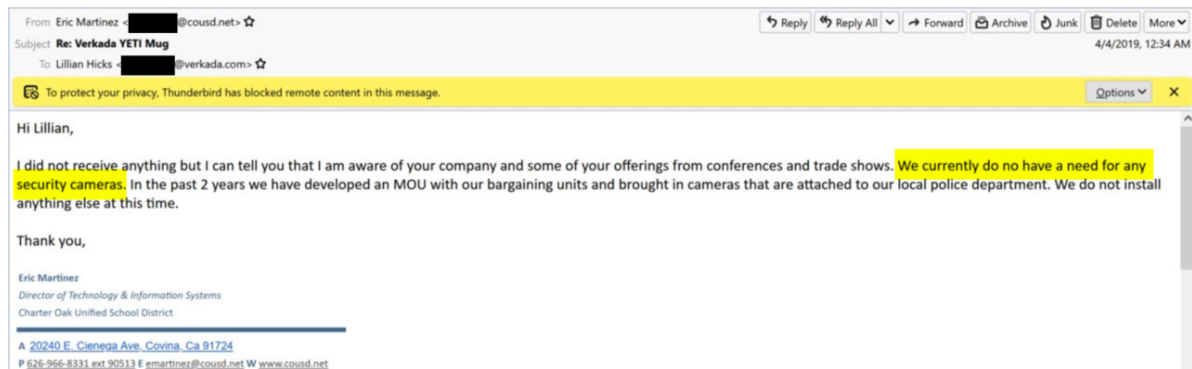 From Eric Martinez < @cousd.net>
Reply Reply All Forward Archive Junk Delete More
Subject Re: Verkada YETI Mug
4/4/2019, 12:34 AM
To Lillian Hicks < @verkada.com>
To protect your privacy, Thunderbird has blocked remote content in this message.
Options X
Hi Lillian,
I did not receive anything but I can tell you that I am aware of your company and some of your offerings from conferences and trade shows. We currently do no have a need for any
security cameras. In the past 2 years we have developed an MOU with our bargaining units and brought in cameras that are attached to our local police department. We do not install
anything else at this time.
Thank you,
Eric Martinez
Director of Technology & Information Systems
Charter Oak Unified School District
A 20240 E. Cienega Ave, Covina, Ca 91724
P 626-966-8331 ext 90513 E emartinez@cousd.net W www.cousd.net